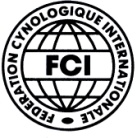 FEDERATION CYNOLOGIQUE INTERNATIONALE
FCI